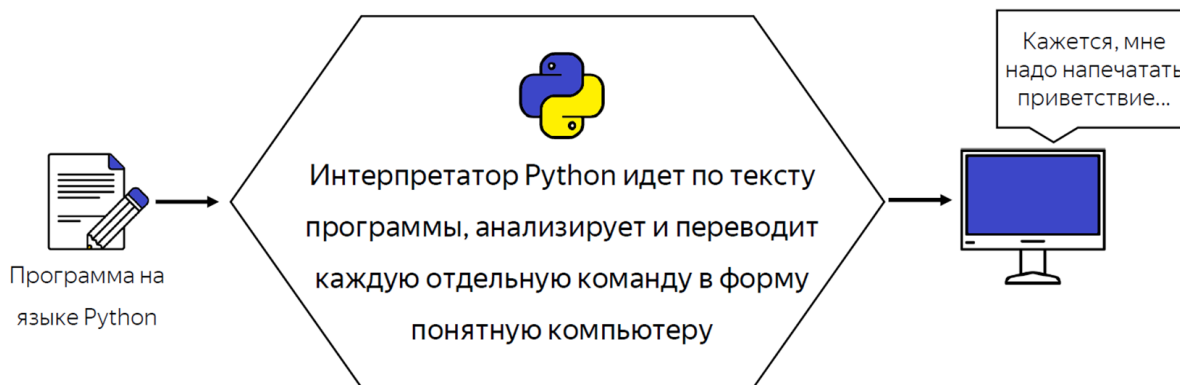 Программа на
языке Python
Интерпретатор Python идет по тексту
программы, анализирует и переводит
каждую отдельную команду в форму
понятную компьютеру
Кажется, мне
надо напечатать
приветствие...